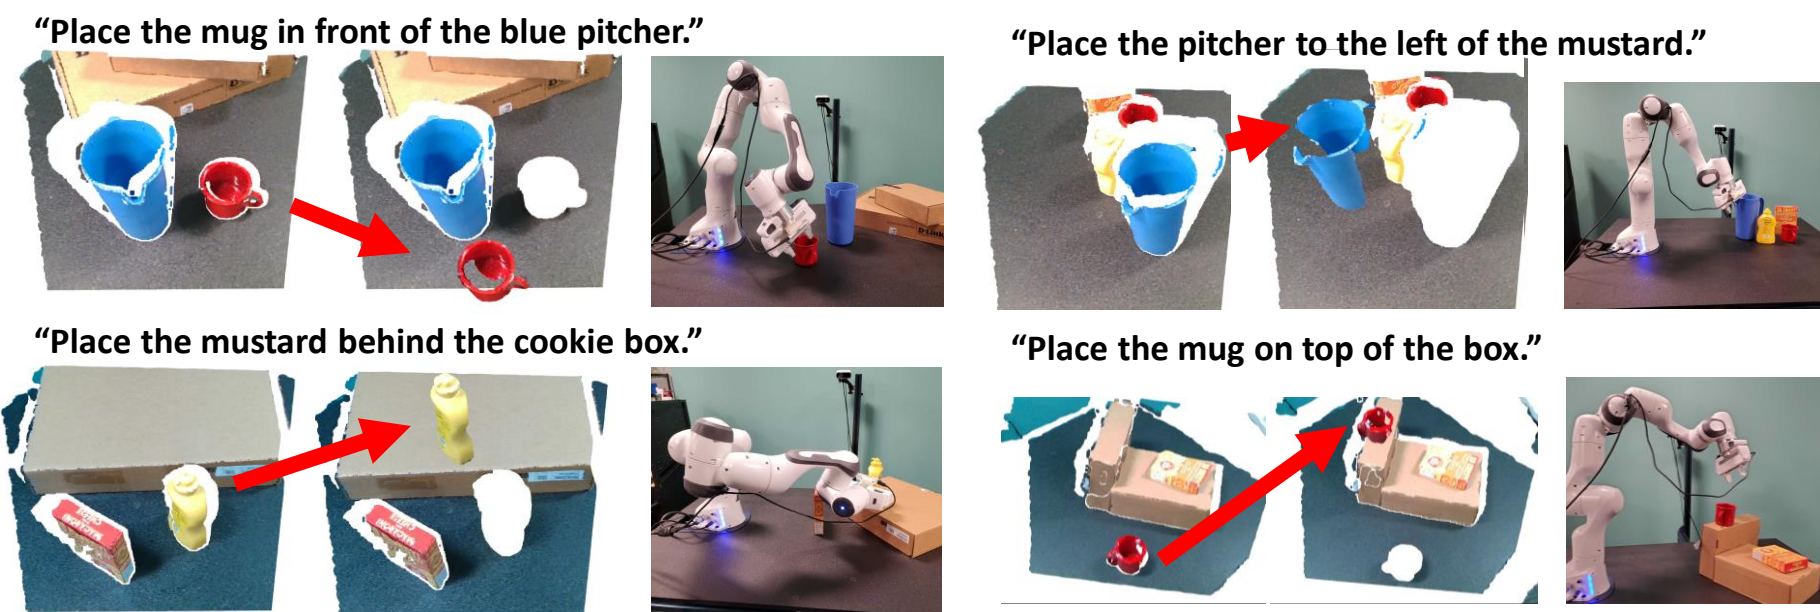 “Place the mug in front of the blue pitcher.”
“Place the pitcher to the left of the mustard.”
D-Link
“Place the mustard behind the cookie box.”
“Place the mug on top of the box.”